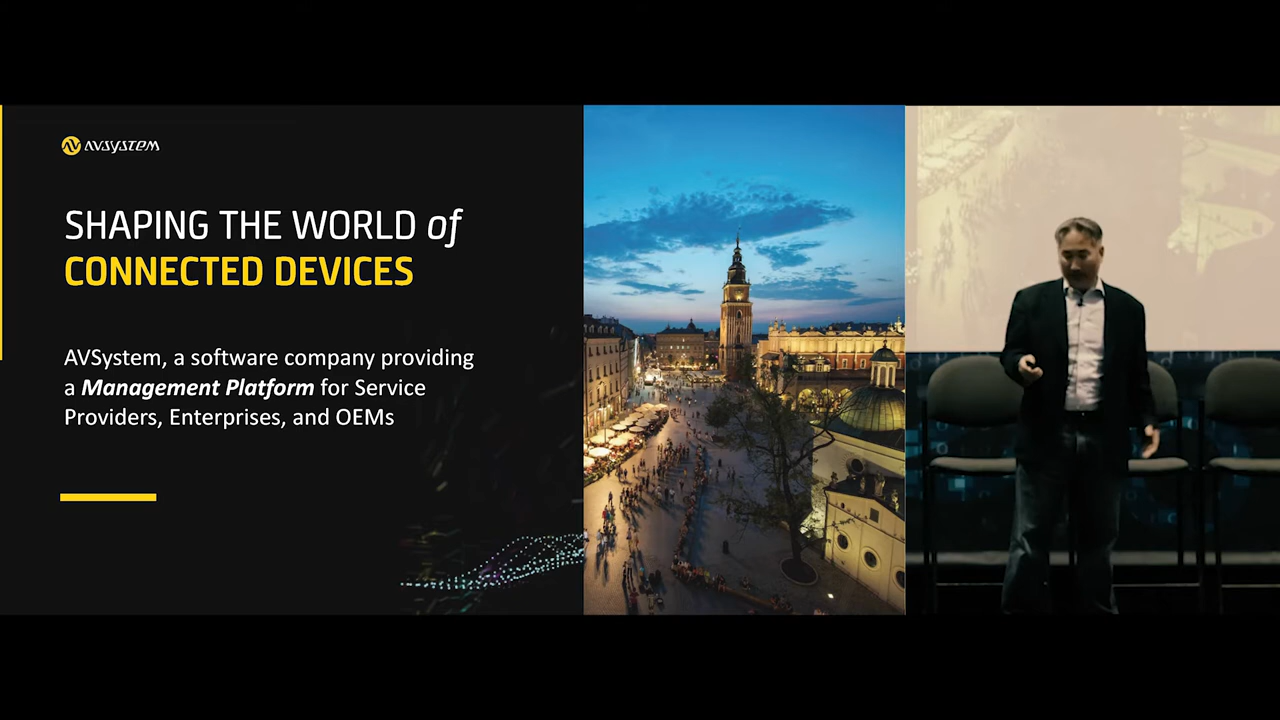 AVSYSTEM
SHAPING THE WORLD of
CONNECTED DEVICES
AVSystem, a software company providing
a Management Platform for Service
Providers, Enterprises, and OEMs